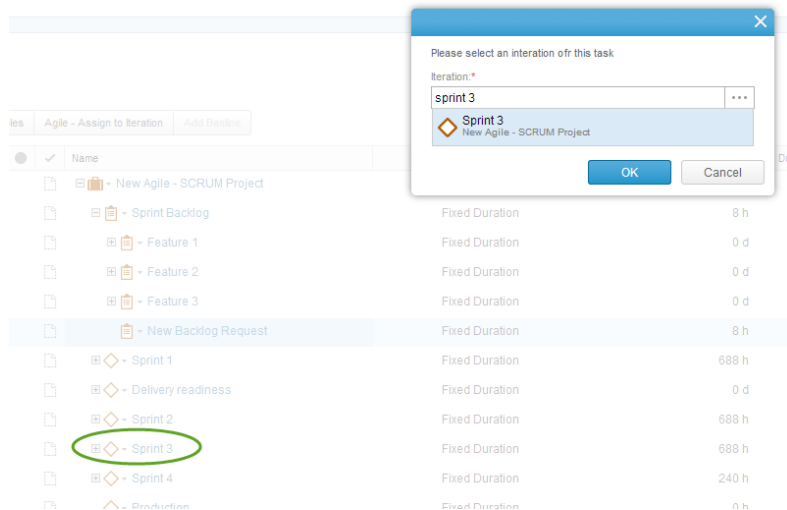 Please select an interation ofr this task
Iteration:*
sprint 3
Sprint 3
New Agile - SCRUM Project
OK Cancel
Agile - Assign to Iteration
Name
New Agile - SCRUM Project
Sprint Backlog Fixed Duration 8 h
Feature 1 Fixed Duration 0 d
Feature 2 Fixed Duration 0 d
Feature 3 Fixed Duration 0 d
New Backlog Request Fixed Duration 8 h
Sprint 1 Fixed Duration 688 h
Delivery readiness Fixed Duration 0 d
Sprint 2 Fixed Duration 688 h
Sprint 3 Fixed Duration 688 h
Sprint 4 Fixed Duration 240 h
Production Fixed Duration 0 h